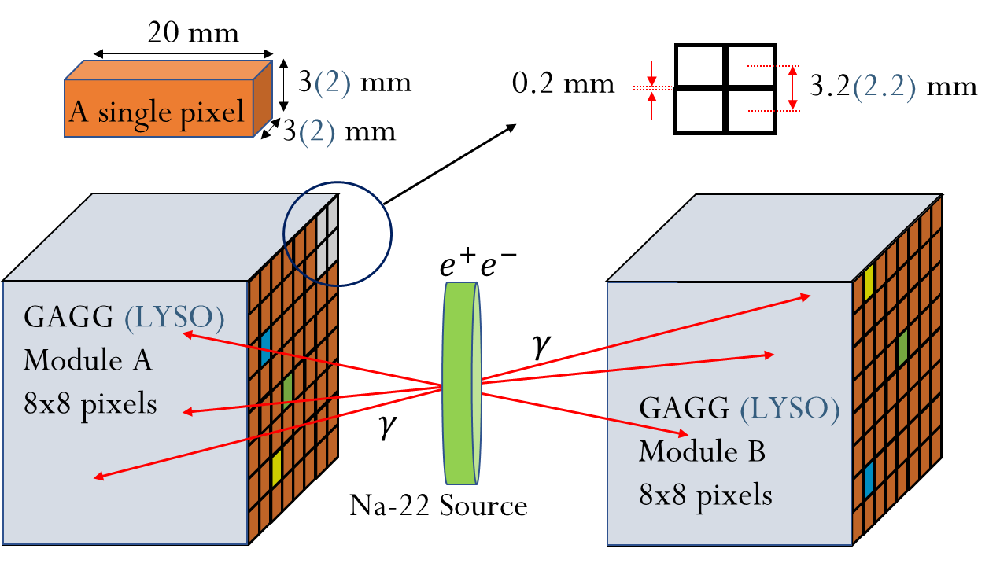 20 mm
3(2) mm
A single pixel
3(2) mm
0.2 mm
3.2(2.2) mm
e⁺e⁻
GAGG (LYSO)
Module A
8x8 pixels
γ
γ
GAGG (LYSO)
Module B
8x8 pixels
Na-22 Source